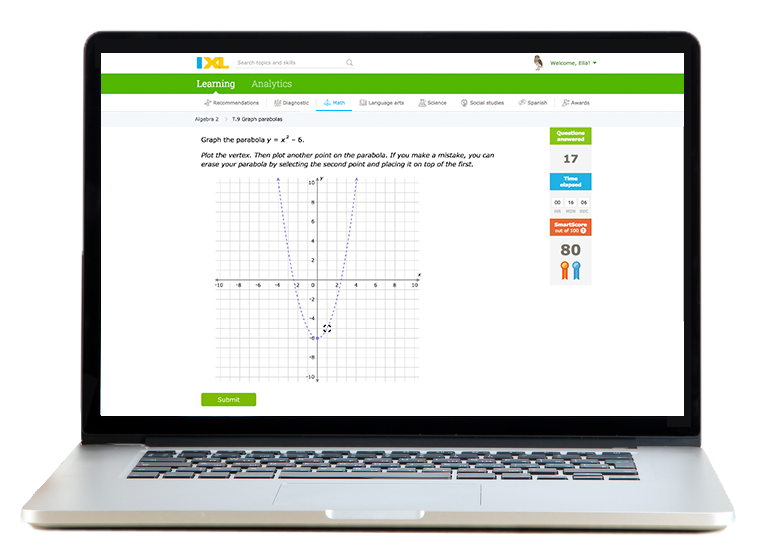 IXL Search topics and skills Welcome, Ella!
Learning Analytics
Recommendations Diagnostic Math Language arts Science Social studies Spanish Awards
Algebra 2 > T.9 Graph parabolas
Graph the parabola y = x² – 6.
Plot the vertex. Then plot another point on the parabola. If you make a mistake, you can
erase your parabola by selecting the second point and placing it on top of the first.
y
10
8
6
4
2
x
-10 -8 -6 -4 -2 0 2 4 6 8 10
-2
-4
-6
-8
-10
Submit
Questions
answered
17
Time
elapsed
00 16 06
HR MIN SEC
SmartScore
out of 100 ?
80